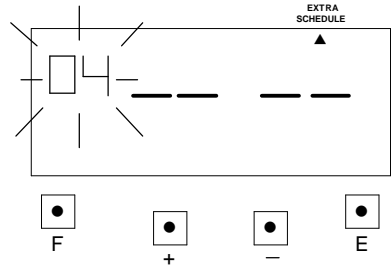 EXTRA
SCHEDULE
04 -- --
F + - E